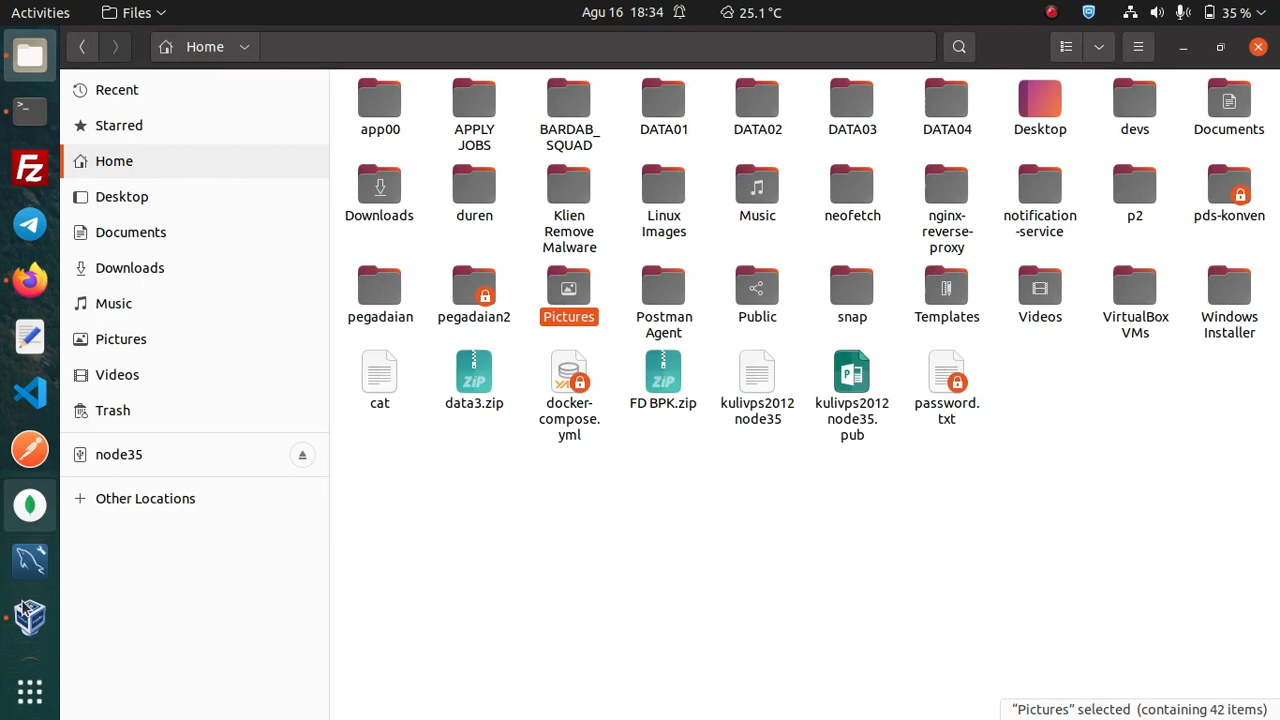 Activities
Files
Agu 16 18:34
25.1 °C
35 %
Home
Recent
Starred
Home
Desktop
Documents
Downloads
Music
Pictures
Videos
Trash
node35
Other Locations
app00
APPLY
JOBS
BARDAB_
SQUAD
DATA01
DATA02
DATA03
DATA04
Desktop
devs
Documents
Downloads
duren
Klien
Remove
Malware
Linux
Images
Music
neofetch
nginx-
reverse-
proxy
notification
-service
p2
pds-konven
pegadaian
pegadaian2
Pictures
Postman
Agent
Public
snap
Templates
Videos
VirtualBox
VMs
Windows
Installer
cat
data3.zip
docker-
compose.
yml
FD BPK.zip
kulivps2012
node35
kulivps2012
node35.
pub
password.
txt
“Pictures” selected (containing 42 items)